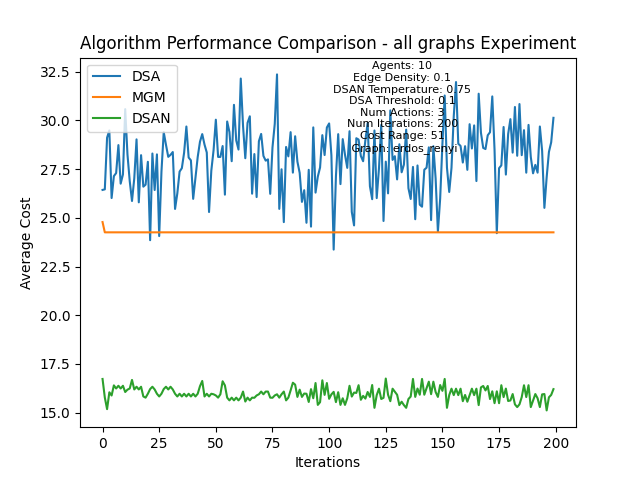 Algorithm Performance Comparison - all graphs Experiment
DSA
MGM
DSAN
Agents: 10
Edge Density: 0.1
DSAN Temperature: 0.75
DSA Threshold: 0.1
Num Actions: 3
Num Iterations: 200
Cost Range: 51
Graph: erdos_renyi
Average Cost
32.5
30.0
27.5
25.0
22.5
20.0
17.5
15.0
0 25 50 75 100 125 150 175 200
Iterations